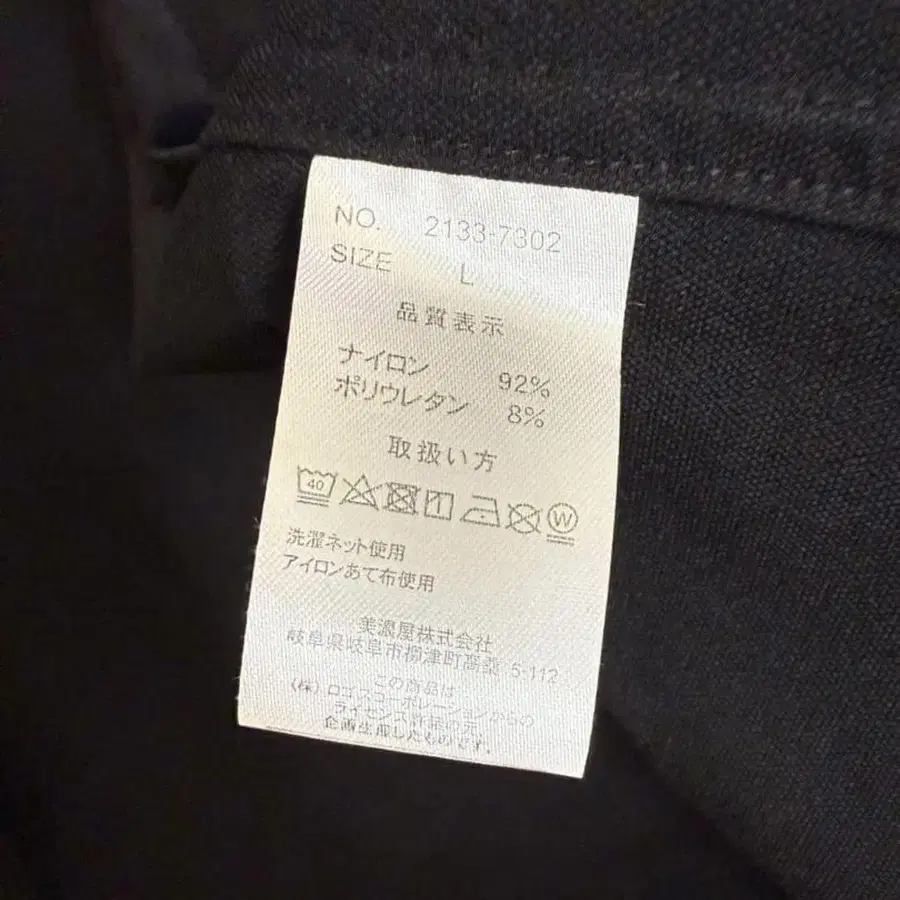 NO. 2133-7302
SIZE L
品質表示
ナイロン 92%
ポリウレタン 8%
取扱い方
40
W
洗濯ネット使用
アイロンあて布使用
美濃屋株式会社
岐阜県岐阜市柳津町高桑 5-112
この商品は
(株) ロゴスコーポレーションからの
ライセンス許諾の元
企画生産したものです。